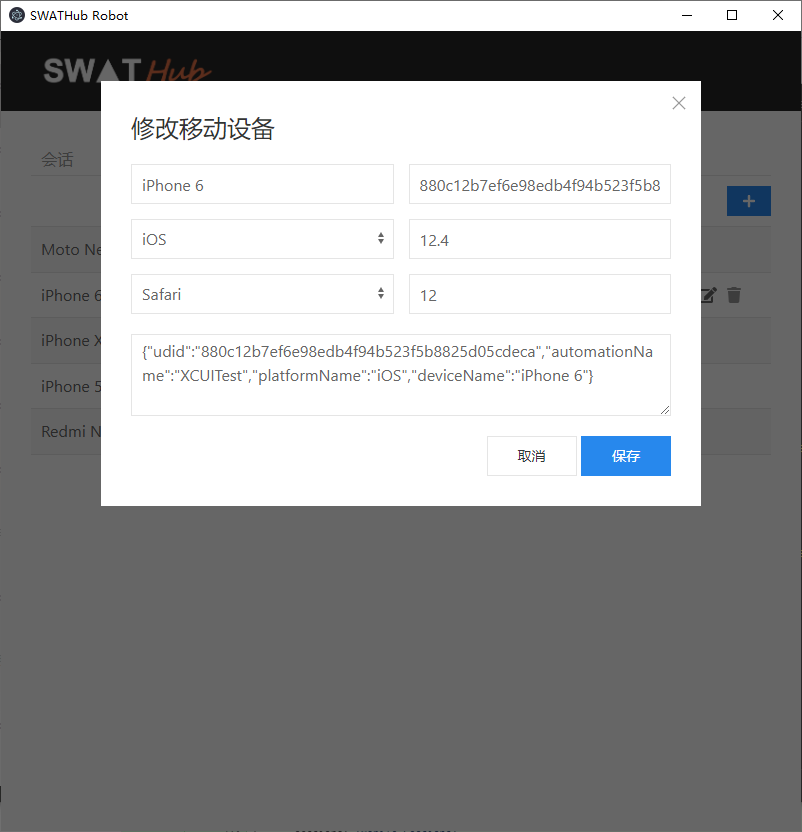 SWATHub Robot
SWAT Hub
会话
修改移动设备
iPhone 6
880c12b7ef6e98edb4f94b523f5b8
iOS
12.4
Safari
12
{"udid":"880c12b7ef6e98edb4f94b523f5b8825d05cdeca","automationNa
me":"XCUITest","platformName":"iOS","deviceName":"iPhone 6"}
取消
保存
Moto Ne
iPhone 6
iPhone X
iPhone 5
Redmi N